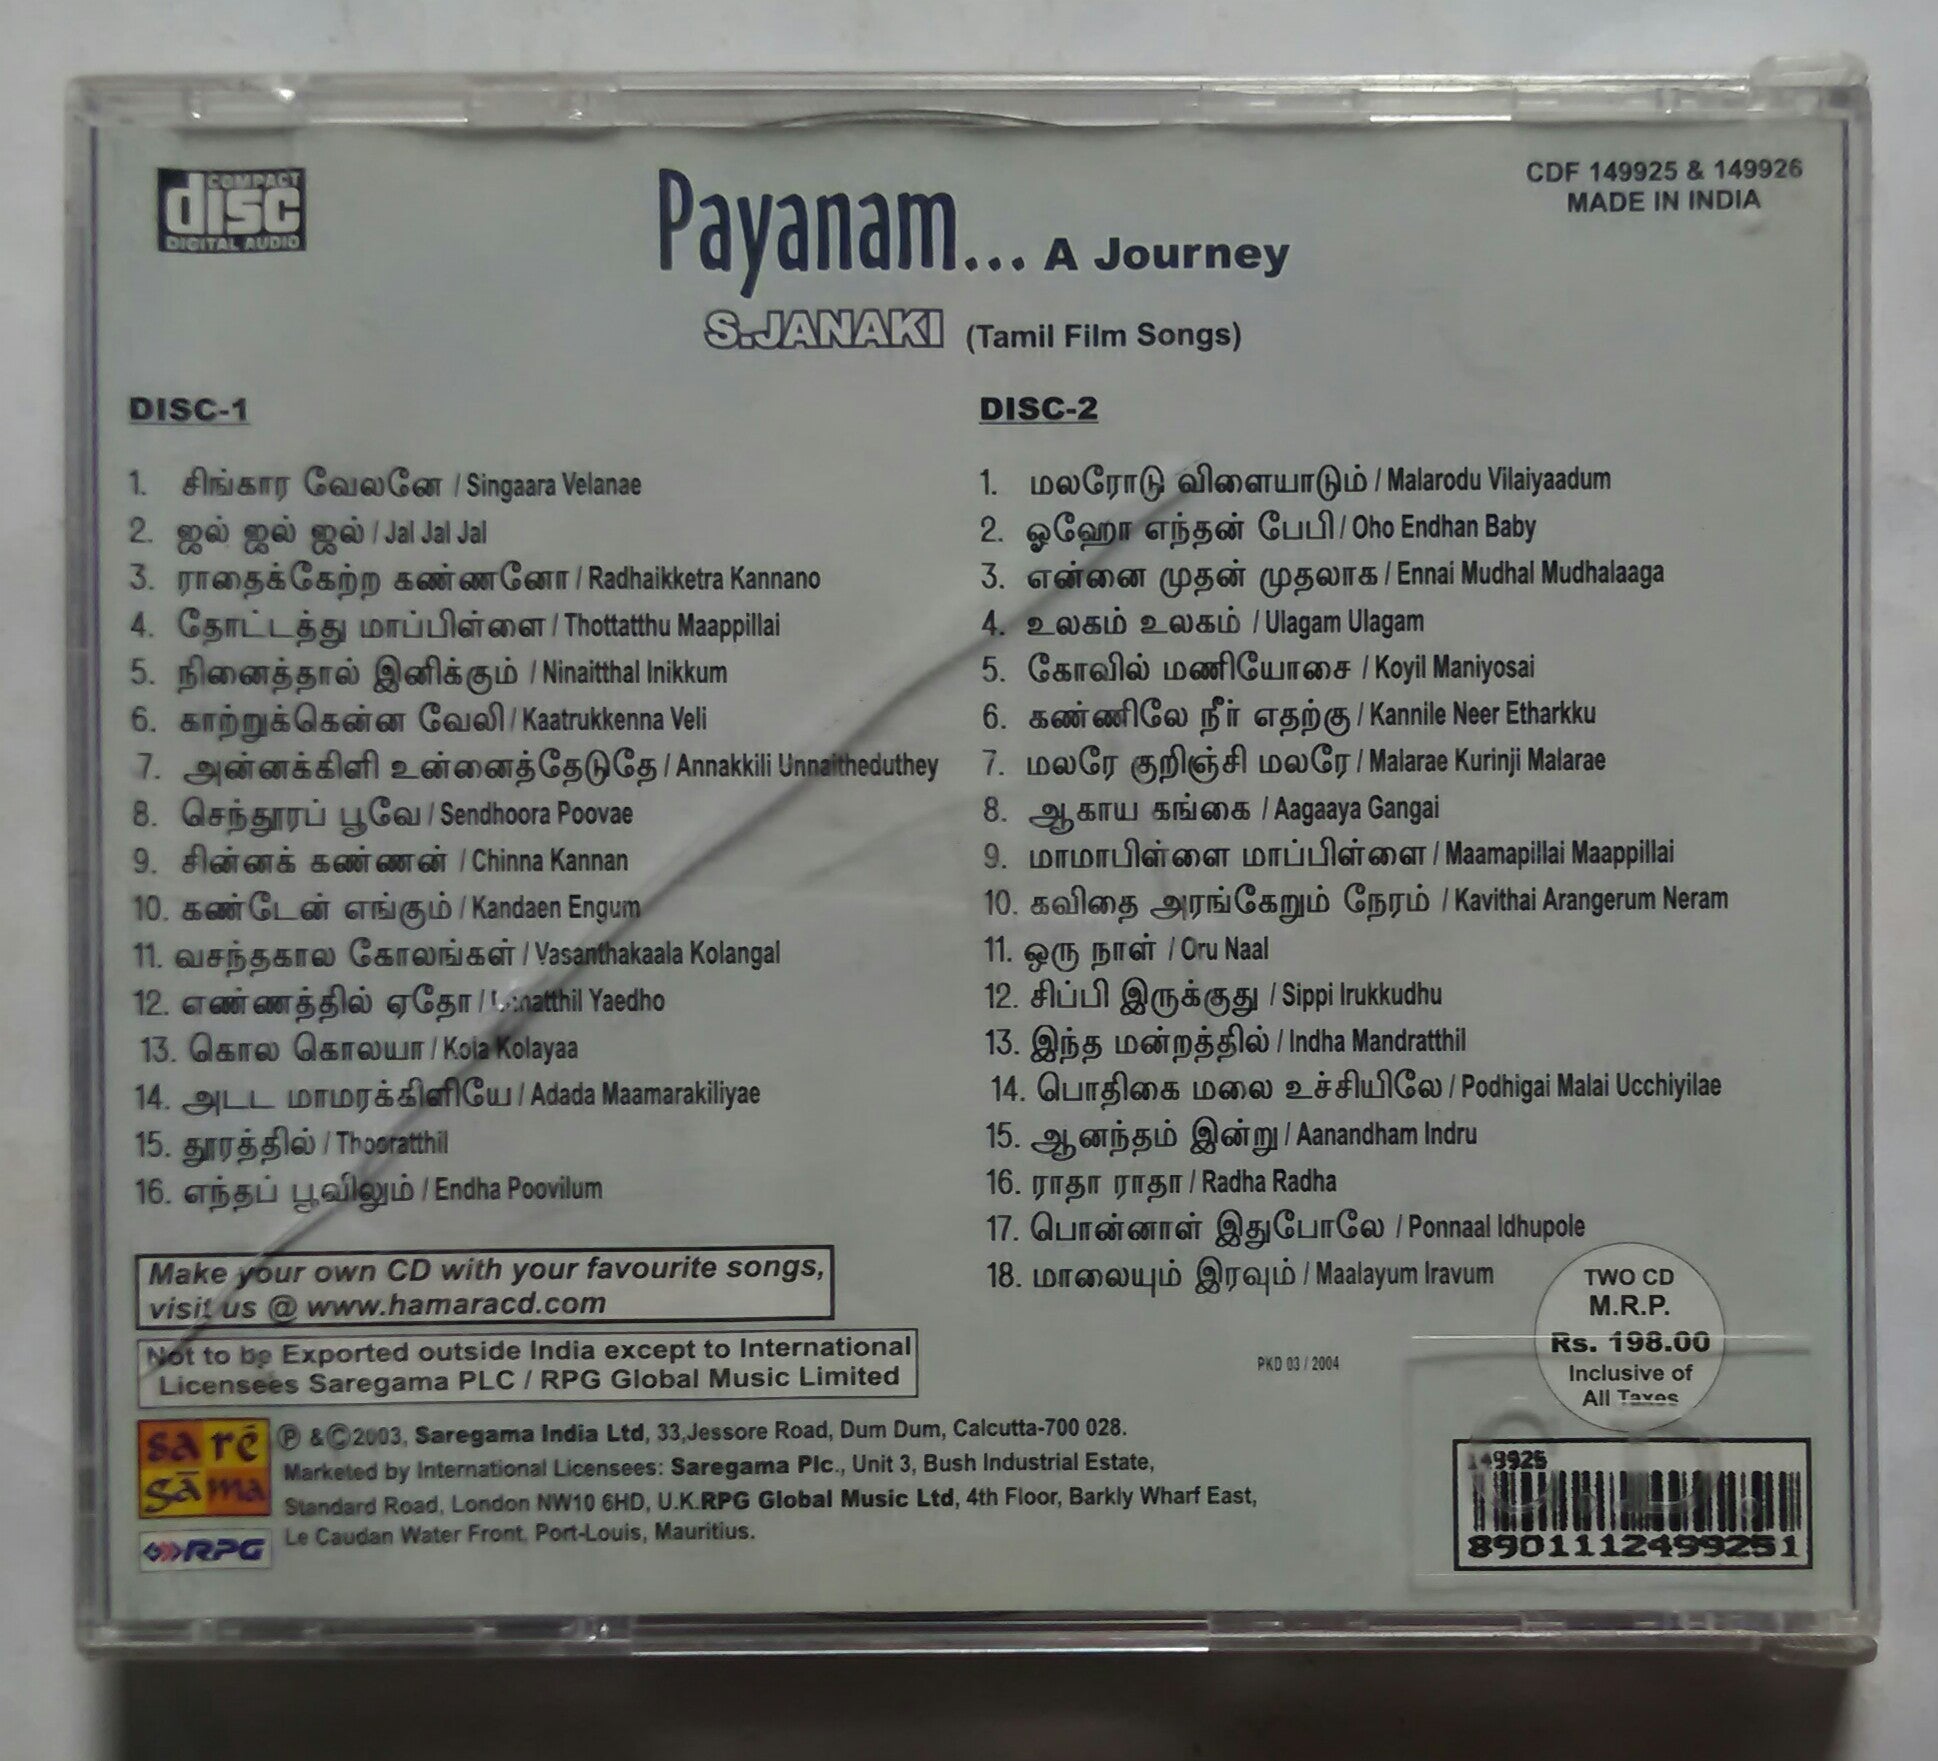 COMPACT
disc
DIGITAL AUDIO
CDF 149925 & 149926
MADE IN INDIA
Payanam... A Journey
S.JANAKI (Tamil Film Songs)
DISC-1
1. சிங்கார வேலனே / Singaara Velanae
2. ஜல் ஜல் ஜல் / Jal Jal Jal
3. ராதைக்கேற்ற கண்ணனோ / Radhaikketra Kannano
4. தோட்டத்து மாப்பிள்ளை / Thottatthu Maappillai
5. நினைத்தால் இனிக்கும் / Ninaitthal Inikkum
6. காற்றுக்கென்ன வேலி / Kaatrukkenna Veli
7. அன்னக்கிளி உன்னைத்தேடுதே / Annakkili Unnaitheduthey
8. செந்தூரப் பூவே / Sendhoora Poovae
9. சின்னக் கண்ணன் / Chinna Kannan
10. கண்டேன் எங்கும் / Kandaen Engum
11. வசந்தகால கோலங்கள் / Vasanthakaala Kolangal
12. எண்ணத்தில் ஏதோ / Yaedho
13. கொல கொலயா / Kola Kolayaa
14. அடட மாமரக்கிளியே / Adada Maamarakiliyae
15. தூரத்தில் / Thooratthil
16. எந்தப் பூவிலும் / Endha Poovilum
DISC-2
1. மலரோடு விளையாடும் / Malarodu Vilaiyaadum
2. ஓஹோ எந்தன் பேபி / Oho Endhan Baby
3. என்னை முதன் முதலாக / Ennai Mudhal Mudhalaaga
4. உலகம் உலகம் / Ulagam Ulagam
5. கோவில் மணியோசை / Koyil Maniyosai
6. கண்ணிலே நீர் எதற்கு / Kannile Neer Etharkku
7. மலரே குறிஞ்சி மலரே / Malarae Kurinji Malarae
8. ஆகாய கங்கை / Aagaaya Gangai
9. மாமாபிள்ளை மாப்பிள்ளை / Maamapillai Maappillai
10. கவிதை அரங்கேறும் நேரம் / Kavithai Arangerum Neram
11. ஒரு நாள் / Oru Naal
12. சிப்பி இருக்குது / Sippi Irukkudhu
13. இந்த மன்றத்தில் / Indha Mandratthil
14. பொதிகை மலை உச்சியிலே / Podhigai Malai Ucchiyilae
15. ஆனந்தம் இன்று / Aanandham Indru
16. ராதா ராதா / Radha Radha
17. பொன்னாள் இதுபோலே / Ponnaal Idhupole
18. மாலையும் இரவும் / Maalayum Iravum
Make your own CD with your favourite songs,
visit us @ www.hamaracd.com
Not to be Exported outside India except to International
Licensees Saregama PLC / RPG Global Music Limited
PKD 03 / 2004
TWO CD
M.R.P.
Rs. 198.00
Inclusive of
All Taxes
sa rē
gā ma
RPG
Ⓟ &©2003, Saregama India Ltd, 33,Jessore Road, Dum Dum, Calcutta-700 028.
Marketed by International Licensees: Saregama Plc., Unit 3, Bush Industrial Estate,
Standard Road, London NW10 6HD, U.K.RPG Global Music Ltd, 4th Floor, Barkly Wharf East,
Le Caudan Water Front, Port-Louis, Mauritius.
149925
8901112499251